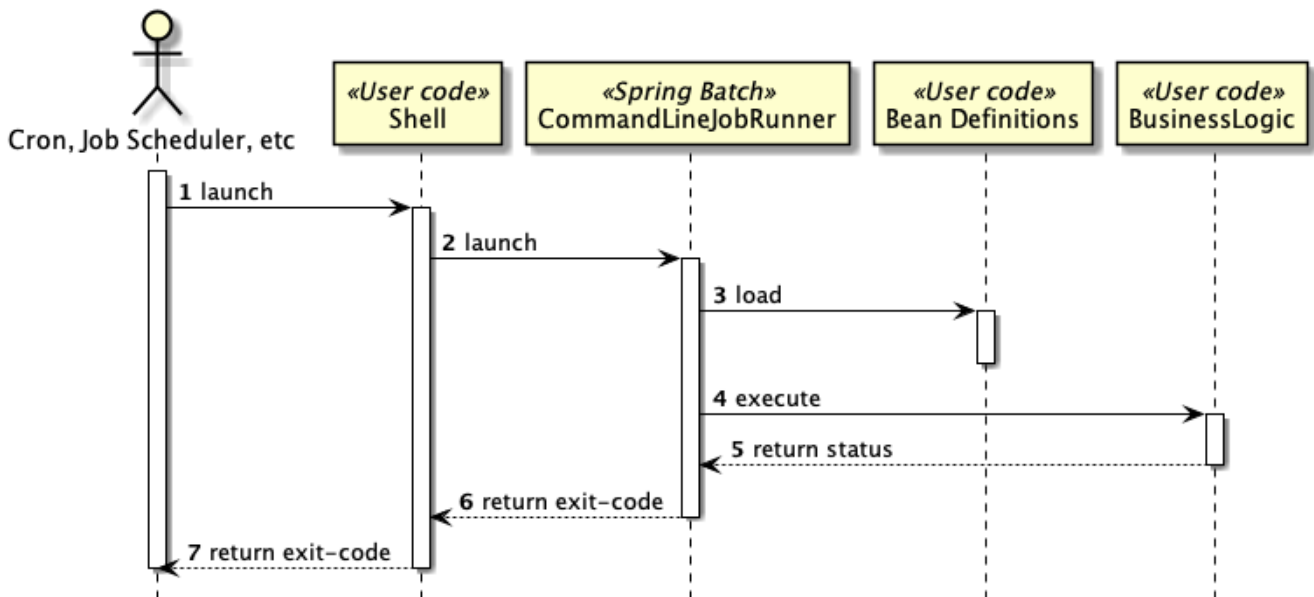 Cron, Job Scheduler, etc
«User code»
Shell
«Spring Batch»
CommandLineJobRunner
«User code»
Bean Definitions
«User code»
BusinessLogic
1 launch
2 launch
3 load
4 execute
5 return status
6 return exit-code
7 return exit-code